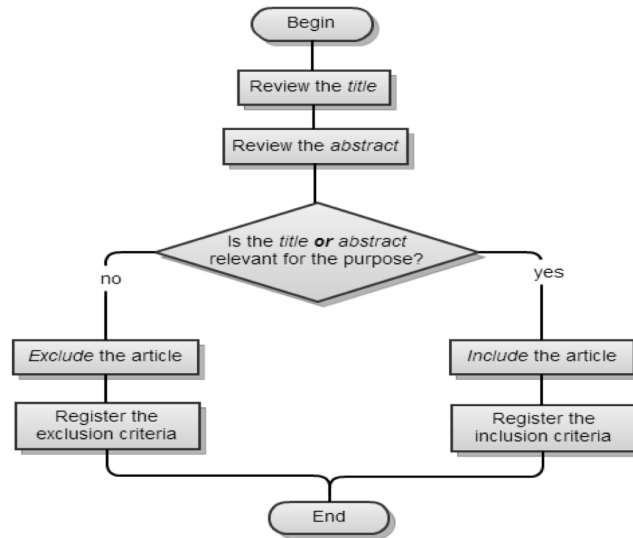 Begin
Review the title
Review the abstract
Is the title or abstract
relevant for the purpose?
no
yes
Exclude the article
Include the article
Register the
exclusion criteria
Register the
inclusion criteria
End